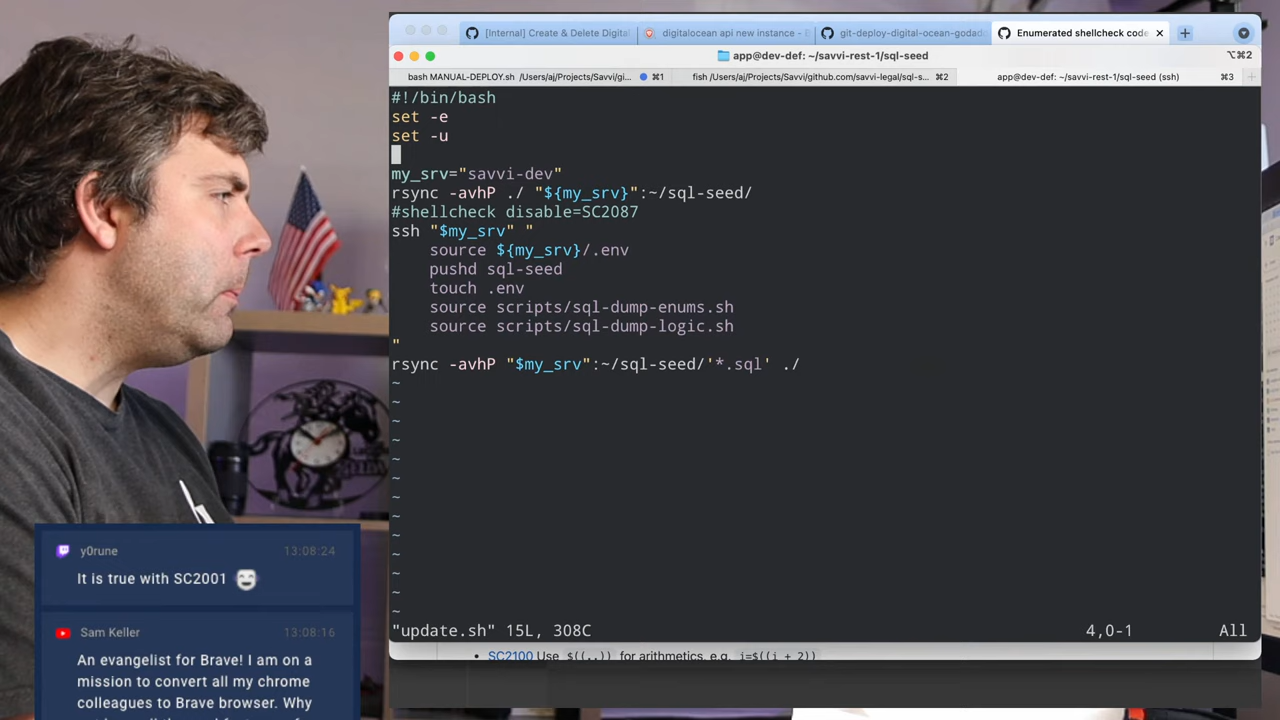 [Internal] Create & Delete Digital
digitalocean api new instance - B
git-deploy-digital-ocean-godad
Enumerated shellcheck code
app@dev-def: ~/savvi-rest-1/sql-seed
⌥⌘2
bash MANUAL-DEPLOY.sh /Users/aj/Projects/Savvi/gi... ⌘1
fish /Users/aj/Projects/Savvi/github.com/savvi-legal/sql-s... ⌘2
app@dev-def: ~/savvi-rest-1/sql-seed (ssh) ⌘3
#!/bin/bash
set -e
set -u
my_srv="savvi-dev"
rsync -avhP ./ "${my_srv}":~/sql-seed/
#shellcheck disable=SC2087
ssh "$my_srv" "
    source ${my_srv}/.env
    pushd sql-seed
    touch .env
    source scripts/sql-dump-enums.sh
    source scripts/sql-dump-logic.sh
"
rsync -avhP "$my_srv":~/sql-seed/'*.sql' ./
~
~
~
~
~
~
~
~
~
~
~
~
~
"update.sh" 15L, 308C 4,0-1 All
• SC2100 Use $((..)) for arithmetics, e.g. i=$((i + 2))
y0rune 13:08:24
It is true with SC2001
Sam Keller 13:08:16
An evangelist for Brave! I am on a
mission to convert all my chrome
colleagues to Brave browser. Why